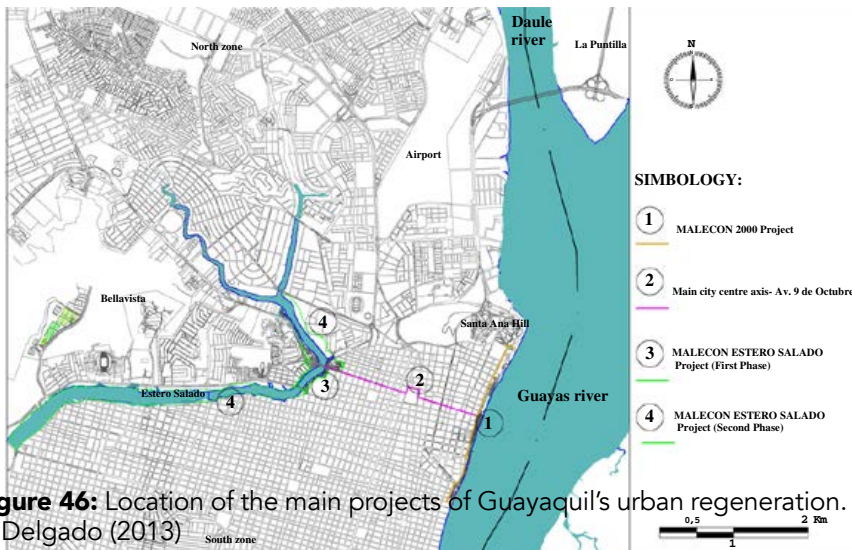 Daule
river
La Puntilla
North zone
N
Airport
SIMBOLOGY:
1
MALECON 2000 Project
2
Main city centre axis- Av. 9 de Octubre
Bellavista
4
Santa Ana Hill
3
MALECON ESTERO SALADO
Project (First Phase)
2
3
Estero Salado
4
Guayas river
1
4
MALECON ESTERO SALADO
Project (Second Phase)
gure 46: Location of the main projects of Guayaquil's urban regeneration.
Delgado (2013)
South zone
0,5
2 Km
1